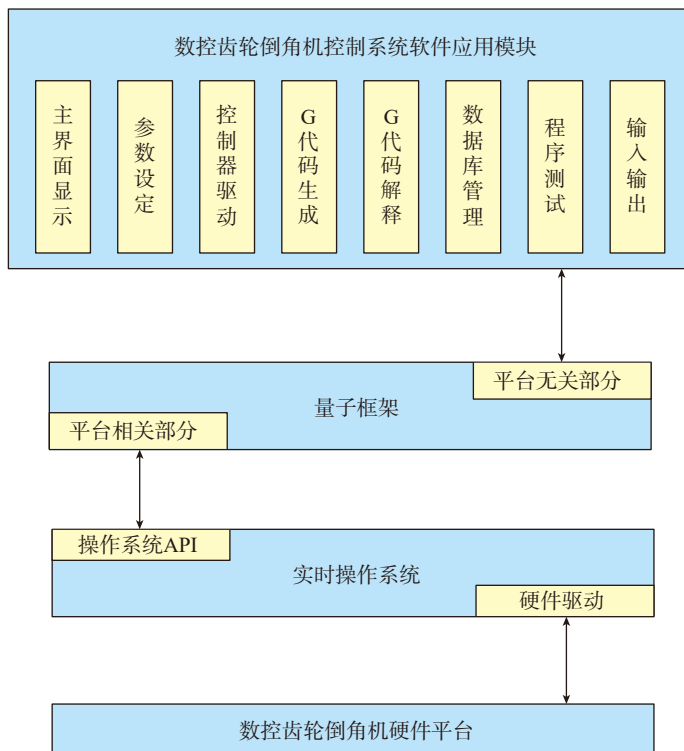 数控齿轮倒角机控制系统软件应用模块
主界面显示
参数设定
控制器驱动
G代码生成
G代码解释
数据库管理
程序测试
输入输出
平台无关部分
量子框架
平台相关部分
操作系统API
实时操作系统
硬件驱动
数控齿轮倒角机硬件平台